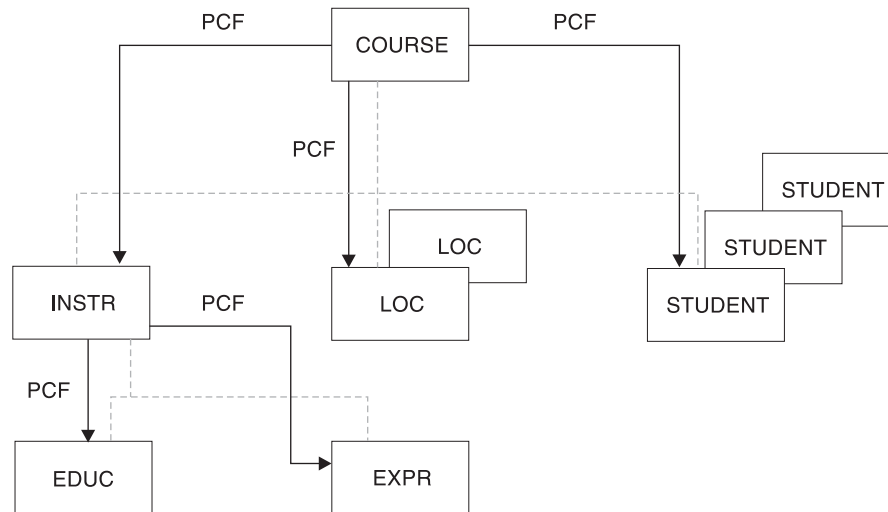 PCF
COURSE
PCF
PCF
STUDENT
LOC
STUDENT
INSTR
PCF
LOC
STUDENT
PCF
EDUC
EXPR